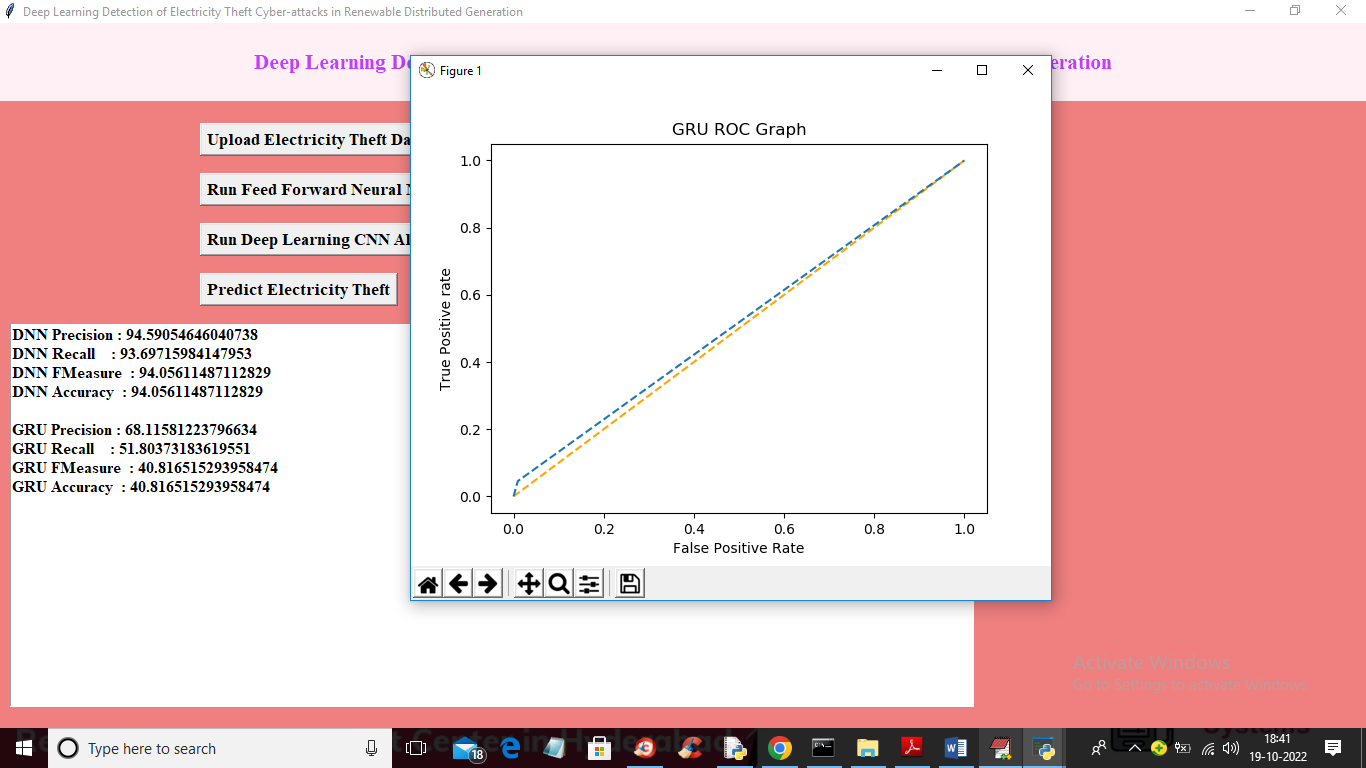 Deep Learning Detection of Electricity Theft Cyber-attacks in Renewable Distributed Generation
Deep Learning De
eration
Figure 1
Upload Electricity Theft Da
Run Feed Forward Neural N
Run Deep Learning CNN Al
Predict Electricity Theft
GRU ROC Graph
True Positive rate
1.0
0.8
0.6
0.4
0.2
0.0
0.0 0.2 0.4 0.6 0.8 1.0
False Positive Rate
DNN Precision : 94.59054646040738
DNN Recall : 93.69715984147953
DNN FMeasure : 94.05611487112829
DNN Accuracy : 94.05611487112829
GRU Precision : 68.11581223796634
GRU Recall : 51.80373183619551
GRU FMeasure : 40.816515293958474
GRU Accuracy : 40.816515293958474
Activate Windows
Go to Settings to activate Windows.
Systems
Type here to search
18
18:41
19-10-2022